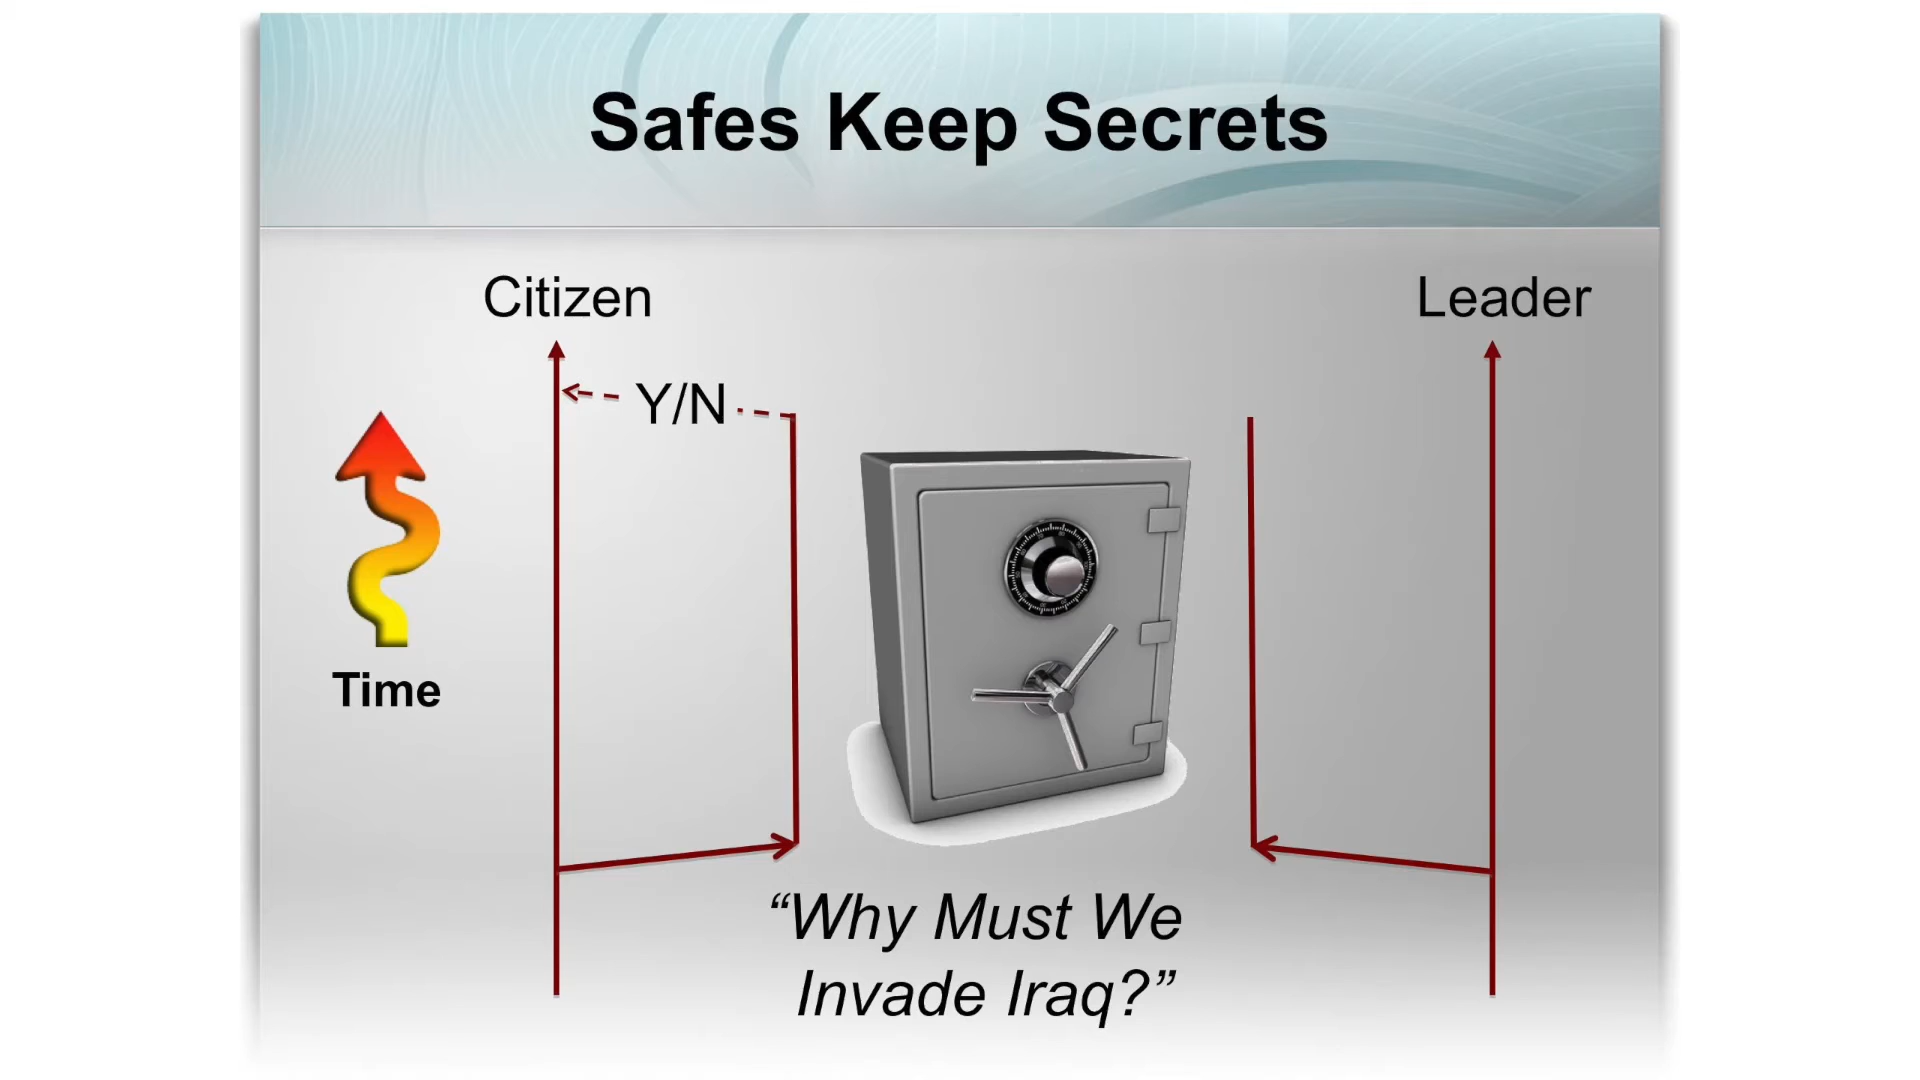 Safes Keep Secrets
Citizen
Leader
Y/N
Time
“Why Must We
Invade Iraq?”